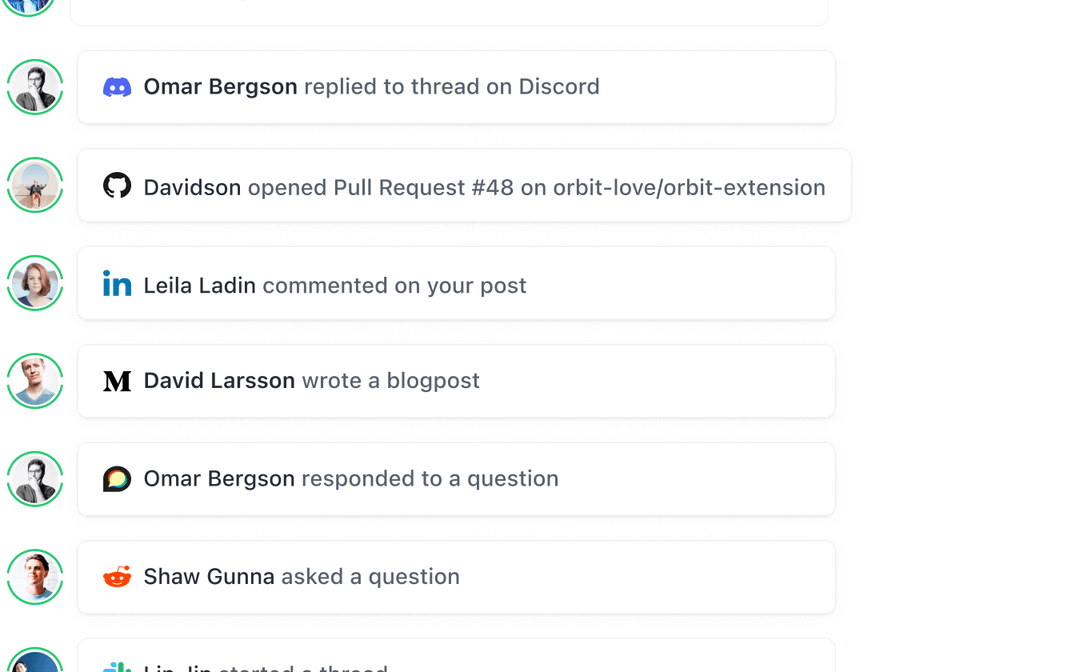 Omar Bergson replied to thread on Discord
Davidson opened Pull Request #48 on orbit-love/orbit-extension
in Leila Ladin commented on your post
M David Larsson wrote a blogpost
Omar Bergson responded to a question
Shaw Gunna asked a question
started a thread